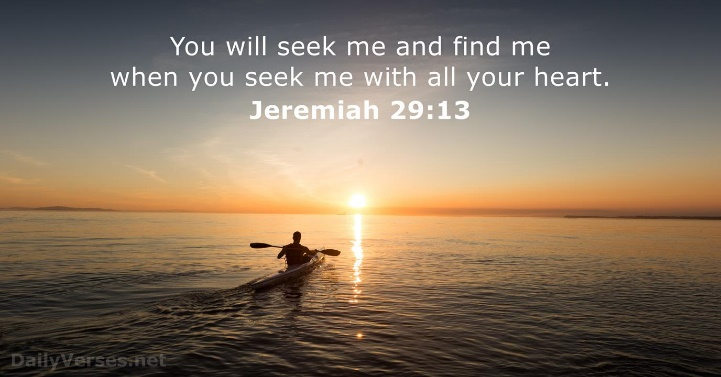 You will seek me and find me
when you seek me with all your heart.
Jeremiah 29:13
DailyVerses.net